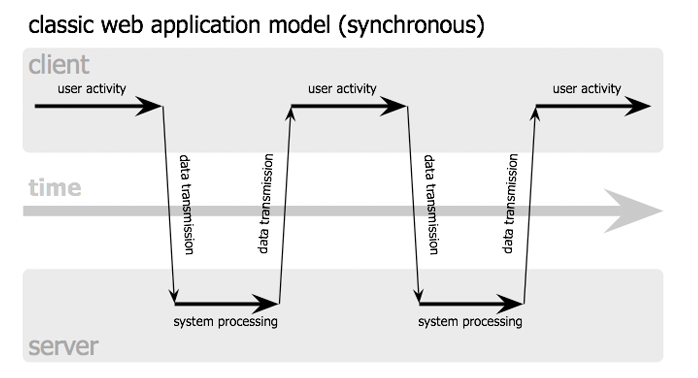 classic web application model (synchronous)
client
user activity
user activity
user activity
data transmission
data transmission
data transmission
data transmission
time
system processing
system processing
server